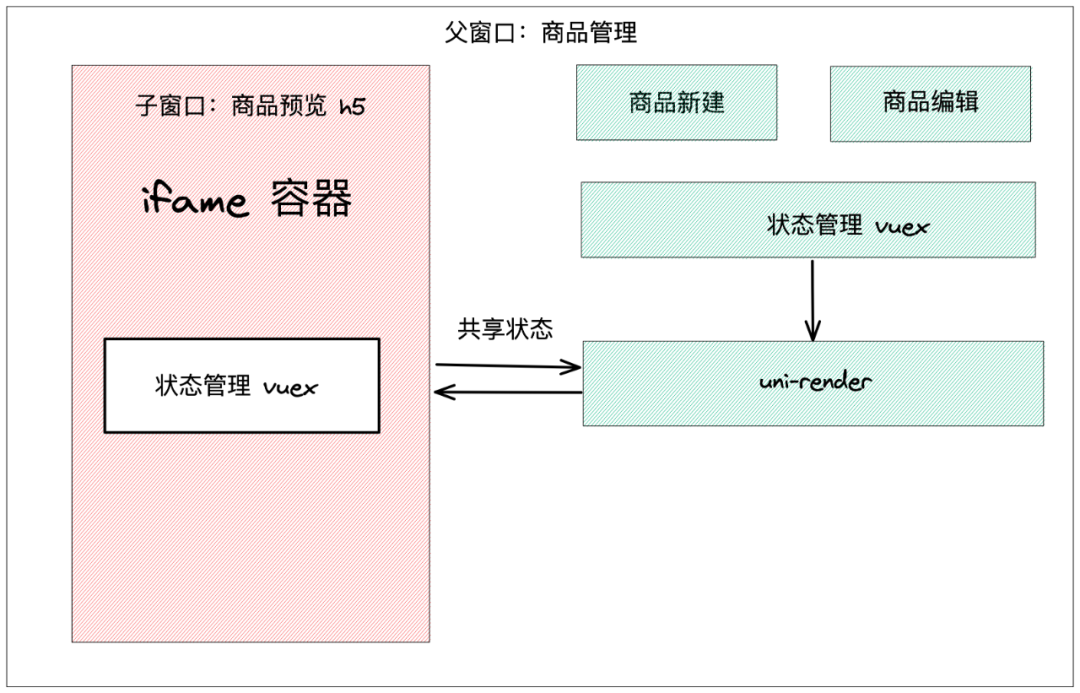 父窗口：商品管理
子窗口：商品预览 h5
ifame 容器
状态管理 vuex
共享状态
商品新建
商品编辑
状态管理 vuex
uni-render